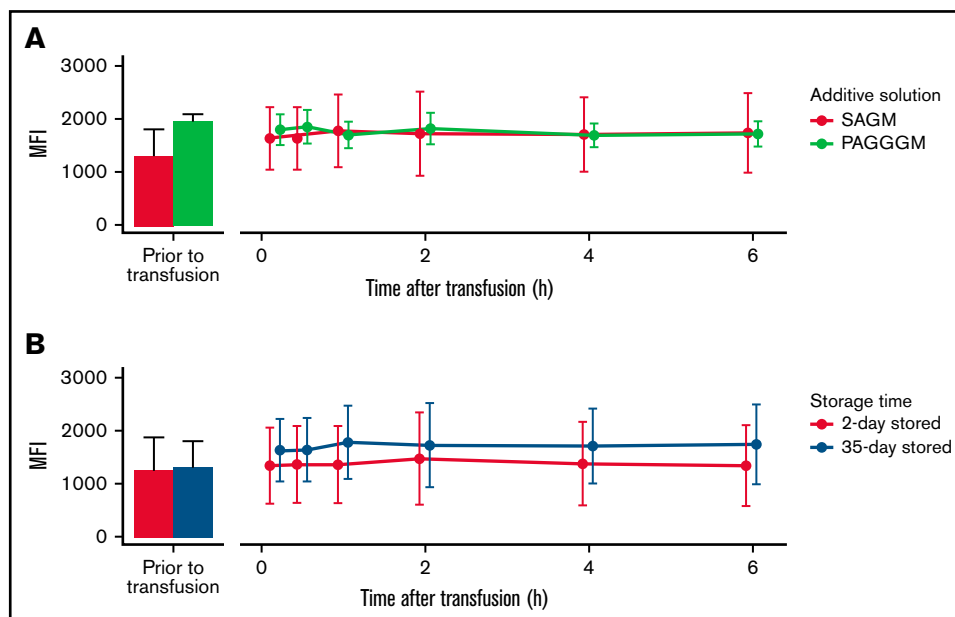 A
3000
2000
1000
0
MFI
Prior to
transfusion
0
2
4
6
Time after transfusion (h)
Additive solution
SAGM
PAGGGM
B
3000
2000
1000
0
MFI
Prior to
transfusion
0
2
4
6
Time after transfusion (h)
Storage time
2-day stored
35-day stored